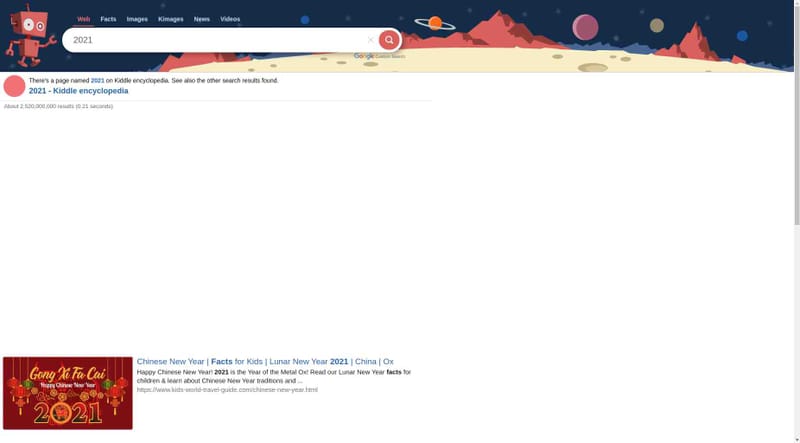 Web Facts Images Kimages News Videos
2021
Google Custom Search
There's a page named 2021 on Kiddle encyclopedia. See also the other search results found.
2021 - Kiddle encyclopedia
About 2,520,000,000 results (0.21 seconds)
Gong Xi Fa Cai
Happy Chinese New Year
2021
Chinese New Year | Facts for Kids | Lunar New Year 2021 | China | Ox
Happy Chinese New Year! 2021 is the Year of the Metal Ox! Read our Lunar New Year facts for
children & learn about Chinese New Year traditions and ...
https://www.kids-world-travel-guide.com/chinese-new-year.html